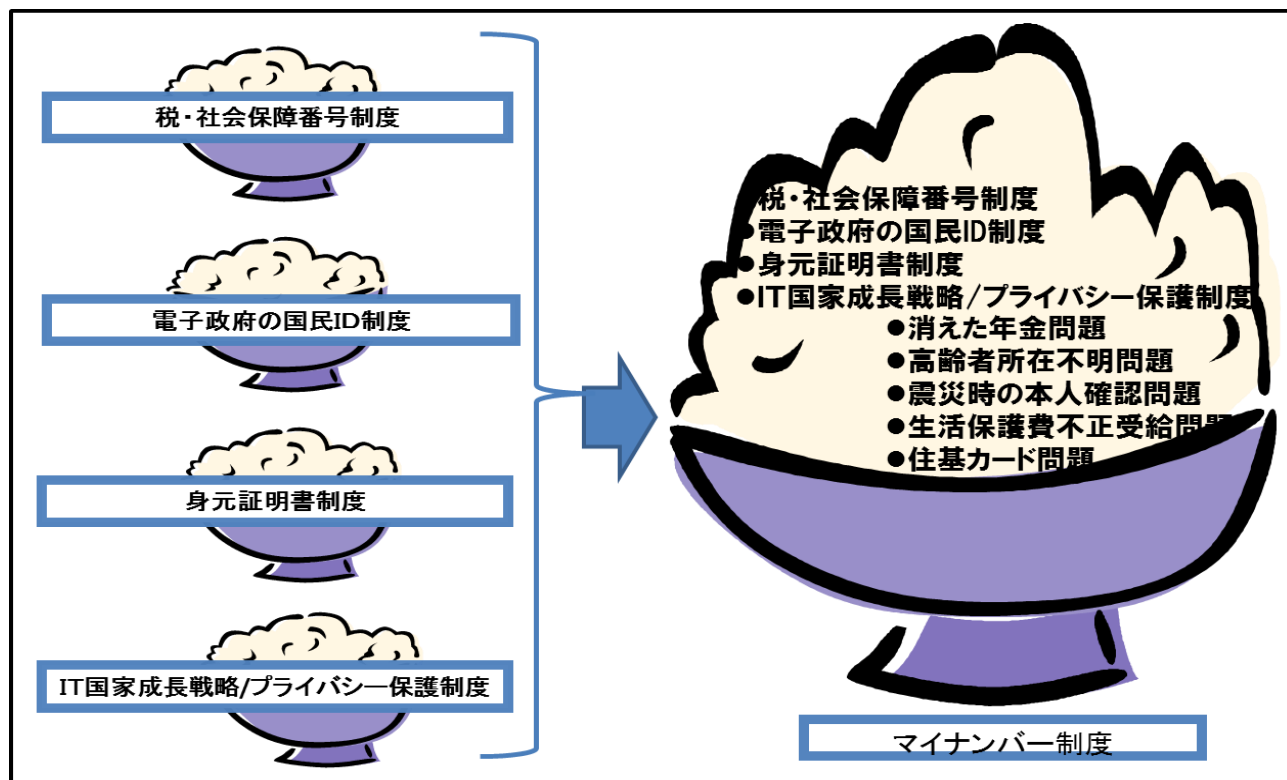 税・社会保障番号制度
電子政府の国民ID制度
身元証明書制度
IT国家成長戦略/プライバシー保護制度
●税・社会保障番号制度
●電子政府の国民ID制度
●身元証明書制度
●IT国家成長戦略/プライバシー保護制度
●消えた年金問題
●高齢者所在不明問題
●震災時の本人確認問題
●生活保護費不正受給問題
●住基カード問題
マイナンバー制度